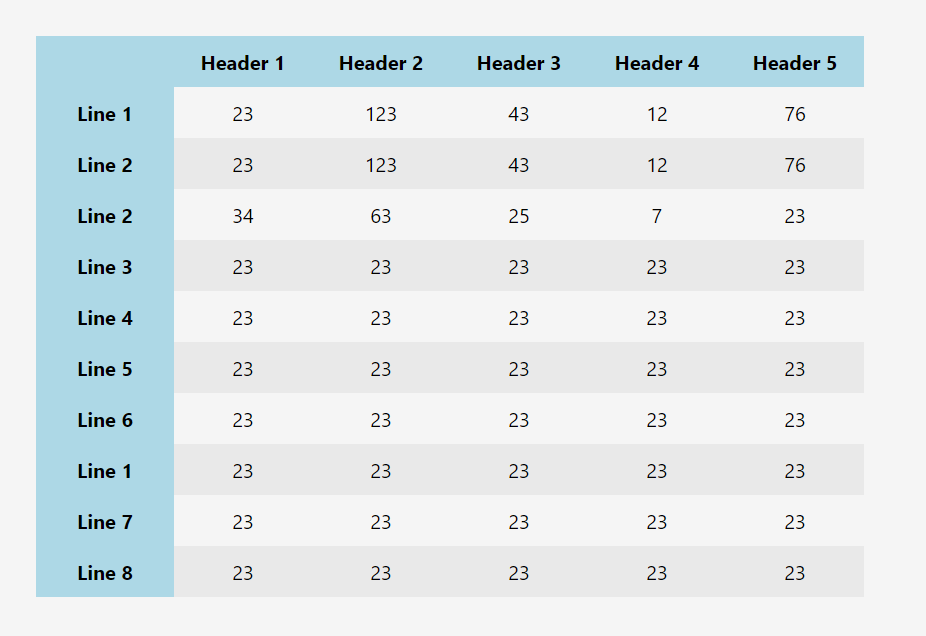 Header 1 Header 2 Header 3 Header 4 Header 5
Line 1 23 123 43 12 76
Line 2 23 123 43 12 76
Line 2 34 63 25 7 23
Line 3 23 23 23 23 23
Line 4 23 23 23 23 23
Line 5 23 23 23 23 23
Line 6 23 23 23 23 23
Line 1 23 23 23 23 23
Line 7 23 23 23 23 23
Line 8 23 23 23 23 23